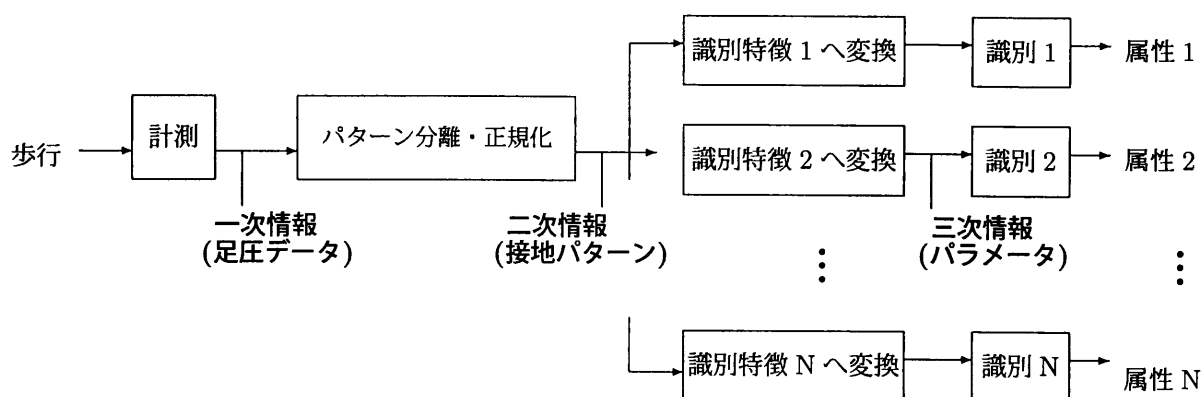 歩行
計測
パターン分離・正規化
一次情報
(足圧データ)
二次情報
(接地パターン)
識別特徴 1 へ変換
識別 1
属性 1
識別特徴 2 へ変換
識別 2
属性 2
三次情報
(パラメータ)
識別特徴 N へ変換
識別 N
属性 N